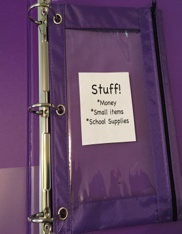 Stuff!
*Money
*Small items
*School Supplies